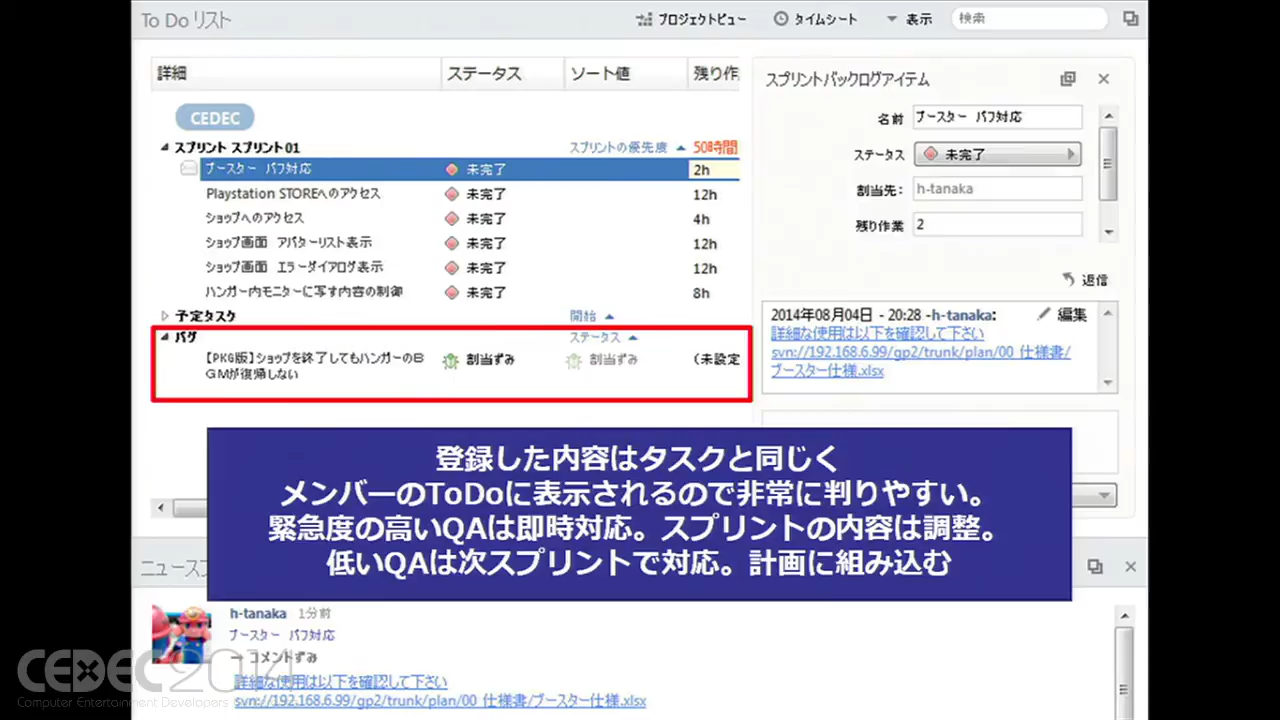 To Do リスト
プロジェクトビュー
タイムシート
表示
検索
詳細
ステータス
ソート値
残り作
CEDEC
スプリント スプリント01
スプリントの優先度
50時間
ブースター バフ対応
未完了
2h
Playstation STOREへのアクセス
未完了
12h
ショップへのアクセス
未完了
4h
ショップ画面 アバターリスト表示
未完了
12h
ショップ画面 エラーダイアログ表示
未完了
12h
ハンガー内モニターに写す内容の制御
未完了
8h
予定タスク
開始
バグ
ステータス
【PKG版】ショップを終了してもハンガーのB
GMが復帰しない
割当ずみ
割当ずみ
(未設定
スプリントバックログアイテム
名前
ブースター バフ対応
ステータス
未完了
割当先:
h-tanaka
残り作業
2
返信
2014年08月04日 - 20:28 -h-tanaka:
編集
詳細な使用は以下を確認して下さい
svn://192.168.6.99/gp2/trunk/plan/00_仕様書/
ブースター仕様.xlsx
登録した内容はタスクと同じく
メンバーのToDoに表示されるので非常に判りやすい。
緊急度の高いQAは即時対応。スプリントの内容は調整。
低いQAは次スプリントで対応。計画に組み込む
ニュース
h-tanaka 1分前
ブースター バフ対応
コメントずみ
詳細な使用は以下を確認して下さい
svn://192.168.6.99/gp2/trunk/plan/00_仕様書/ブースター仕様.xlsx
CEDEC2014
Computer Entertainment Developers